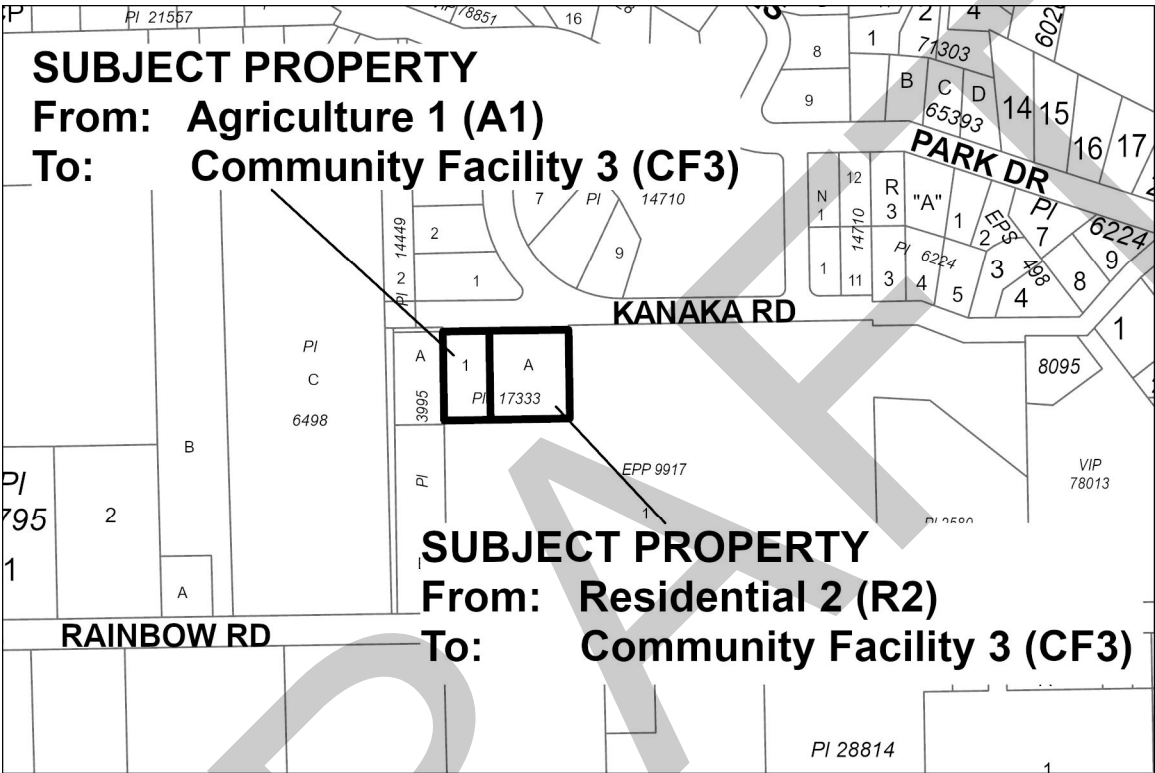 PI 21557
78851
16
SUBJECT PROPERTY
From: Agriculture 1 (A1)
To: Community Facility 3 (CF3)
8
1
2
4
71303
602
9
B
C
D
65393
14
15
16
17
PARK DR
7
PI
14710
9
14449
PI
2
2
1
N
1
12
14710
R
3
"A"
1
2
EPS
498
PI
7
6224
9
8
1
11
3
PI 6224
4
5
3
4
KANAKA RD
1
8095
PI
C
6498
A
3995
1
A
PI 17333
B
PI
EPP 9917
1
VIP
78013
PI
795
2
1
A
SUBJECT PROPERTY
From: Residential 2 (R2)
To: Community Facility 3 (CF3)
RAINBOW RD
PI 28814
1
DRAFT